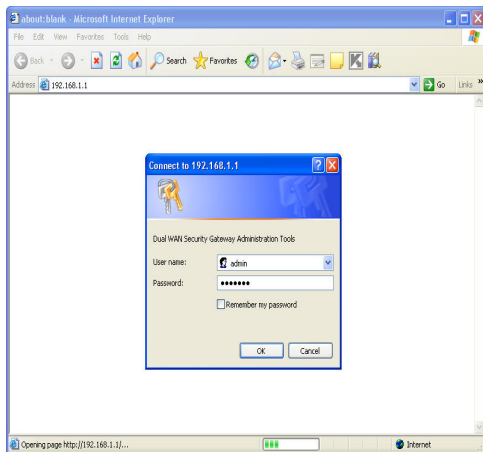 about:blank - Microsoft Internet Explorer
File Edit View Favorites Tools Help
Back Search Favorites
Address 192.168.1.1 Go Links »
Connect to 192.168.1.1
Dual WAN Security Gateway Administration Tools
User name: admin
Password: •••••••
Remember my password
OK Cancel
Opening page http://192.168.1.1/... Internet